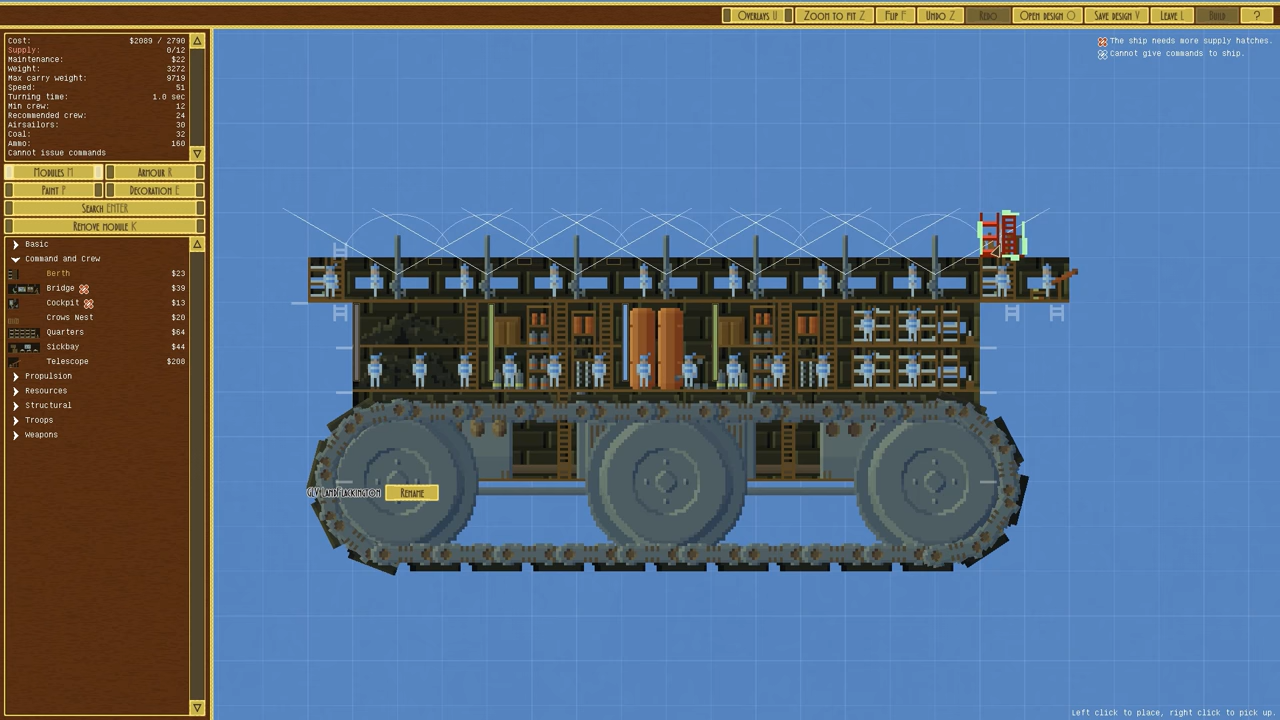 Overlays U
Zoom to fit Z
Flip F
Undo Z
Redo
Open design O
Save design V
Leave L
Build
?
Cost: $2089 / 2790
Supply: 0/12
Maintenance: $22
Weight: 3272
Max carry weight: 9719
Speed: 51
Turning time: 1.0 sec
Min crew: 12
Recommended crew: 24
Airsailors: 30
Coal: 32
Ammo: 160
Cannot issue commands
The ship needs more supply hatches.
Cannot give commands to ship.
Modules M
Armour R
Paint P
Decoration E
Search ENTER
Remove module K
Basic
Command and Crew
Berth $23
Bridge $39
Cockpit $13
Crows Nest $20
Quarters $64
Sickbay $44
Telescope $208
Propulsion
Resources
Structural
Troops
Weapons
Rename
Left click to place, right click to pick up.